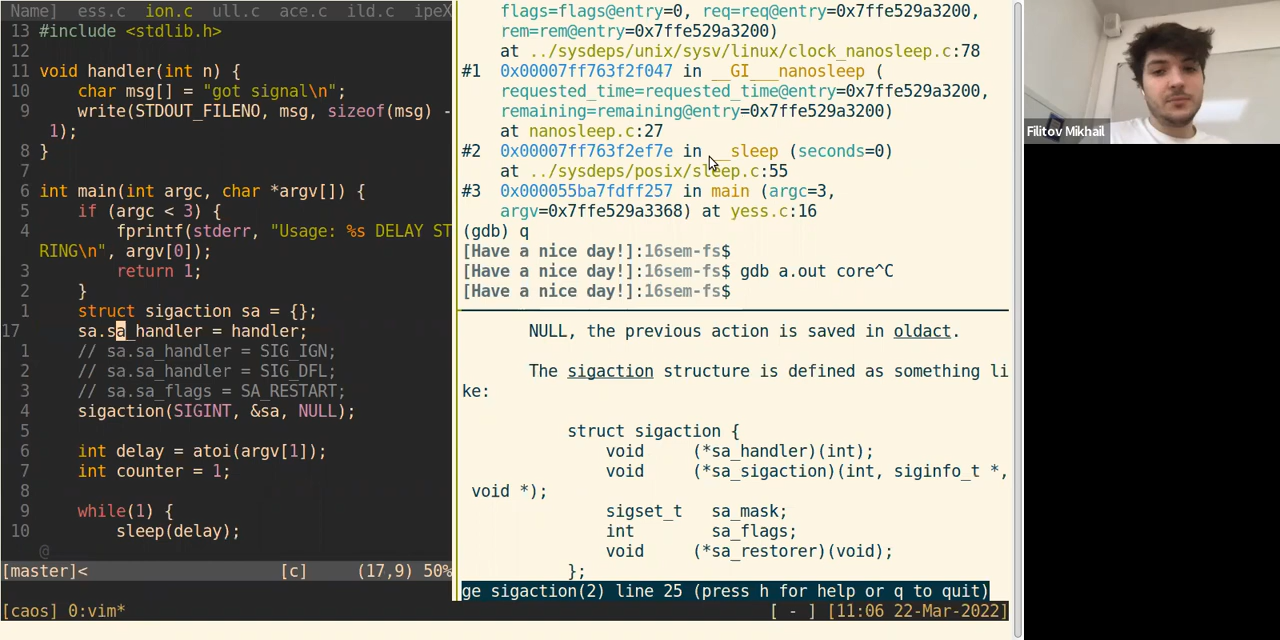 Name]  ess.c  ion.c  ull.c  ace.c  ild.c  ipeX
13 #include <stdlib.h>
12
11 void handler(int n) {
10     char msg[] = "got signal\n";
9     write(STDOUT_FILENO, msg, sizeof(msg) -
1);
8 }
7
6 int main(int argc, char *argv[]) {
5     if (argc < 3) {
4         fprintf(stderr, "Usage: %s DELAY ST
RING\n", argv[0]);
3         return 1;
2     }
1     struct sigaction sa = {};
17     sa.sa_handler = handler;
1     // sa.sa_handler = SIG_IGN;
2     // sa.sa_handler = SIG_DFL;
3     // sa.sa_flags = SA_RESTART;
4     sigaction(SIGINT, &sa, NULL);
5
6     int delay = atoi(argv[1]);
7     int counter = 1;
8
9     while(1) {
10         sleep(delay);
@
[master]<                    [c]     (17,9) 50%
flags=flags@entry=0, req=req@entry=0x7ffe529a3200,
rem=rem@entry=0x7ffe529a3200)
at ../sysdeps/unix/sysv/linux/clock_nanosleep.c:78
#1  0x00007ff763f2f047 in __GI___nanosleep (
requested_time=requested_time@entry=0x7ffe529a3200,
remaining=remaining@entry=0x7ffe529a3200)
at nanosleep.c:27
#2  0x00007ff763f2ef7e in __sleep (seconds=0)
at ../sysdeps/posix/sleep.c:55
#3  0x000055ba7fdff257 in main (argc=3,
argv=0x7ffe529a3368) at yess.c:16
(gdb) q
[Have a nice day!]:16sem-fs$
[Have a nice day!]:16sem-fs$ gdb a.out core^C
[Have a nice day!]:16sem-fs$
NULL, the previous action is saved in oldact.
The sigaction structure is defined as something li
ke:
struct sigaction {
void     (*sa_handler)(int);
void     (*sa_sigaction)(int, siginfo_t *,
void *);
sigset_t   sa_mask;
int        sa_flags;
void     (*sa_restorer)(void);
};
ge sigaction(2) line 25 (press h for help or q to quit)
[caos] 0:vim*                    [ - ] [11:06 22-Mar-2022]
Filitov Mikhail